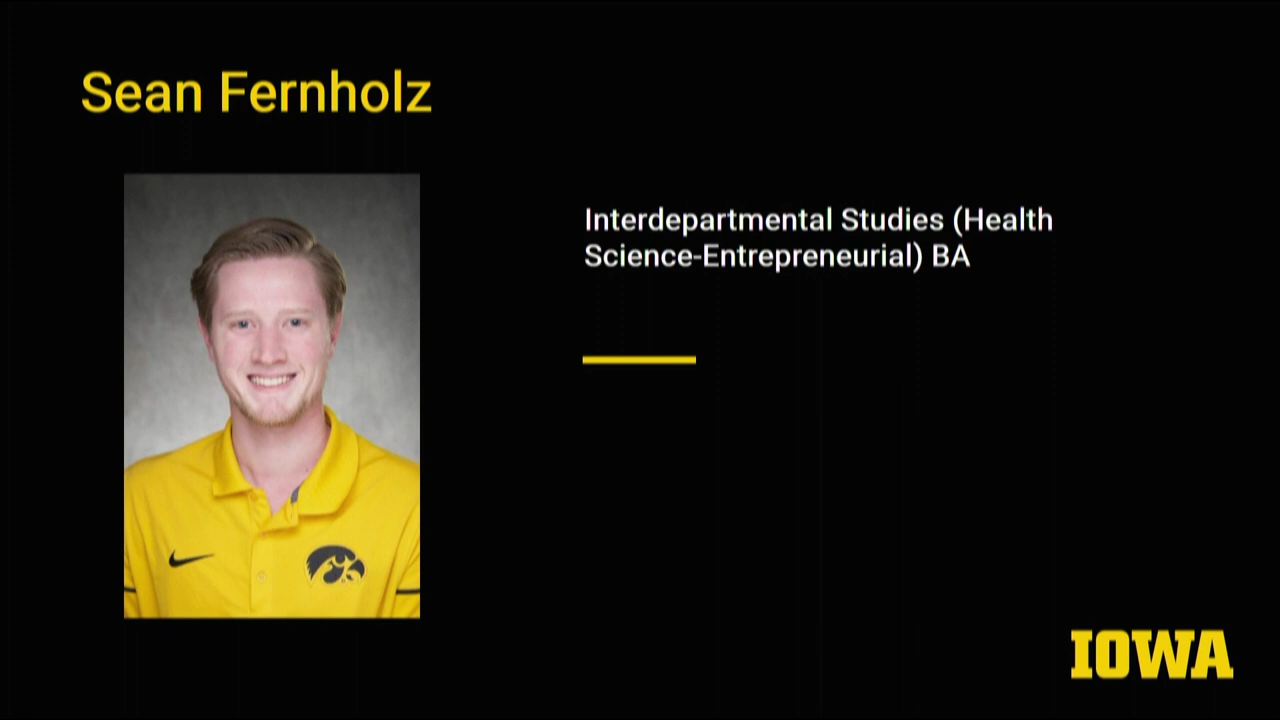 Sean Fernholz
Interdepartmental Studies (Health
Science-Entrepreneurial) BA
IOWA